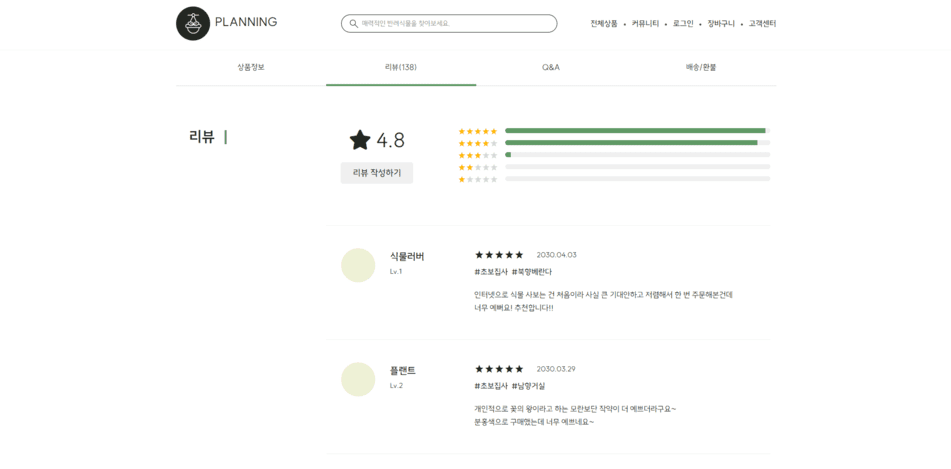 PLANNING
매력적인 반려식물을 찾아보세요.
전체상품 • 커뮤니티 • 로그인 • 장바구니 • 고객센터
상품정보
리뷰(138)
Q&A
배송/환불
리뷰
4.8
리뷰 작성하기
식물러버
Lv.1
2030.04.03
#초보집사 #북향베란다
인터넷으로 식물 사보는 건 처음이라 사실 큰 기대안하고 저렴해서 한 번 주문해본건데
너무 예뻐요! 추천합니다!!
플랜트
Lv.2
2030.03.29
#초보집사 #남향거실
개인적으로 꽃의 왕이라고 하는 모란보단 작약이 더 예쁘더라구요~
분홍색으로 구매했는데 너무 예쁘네요~